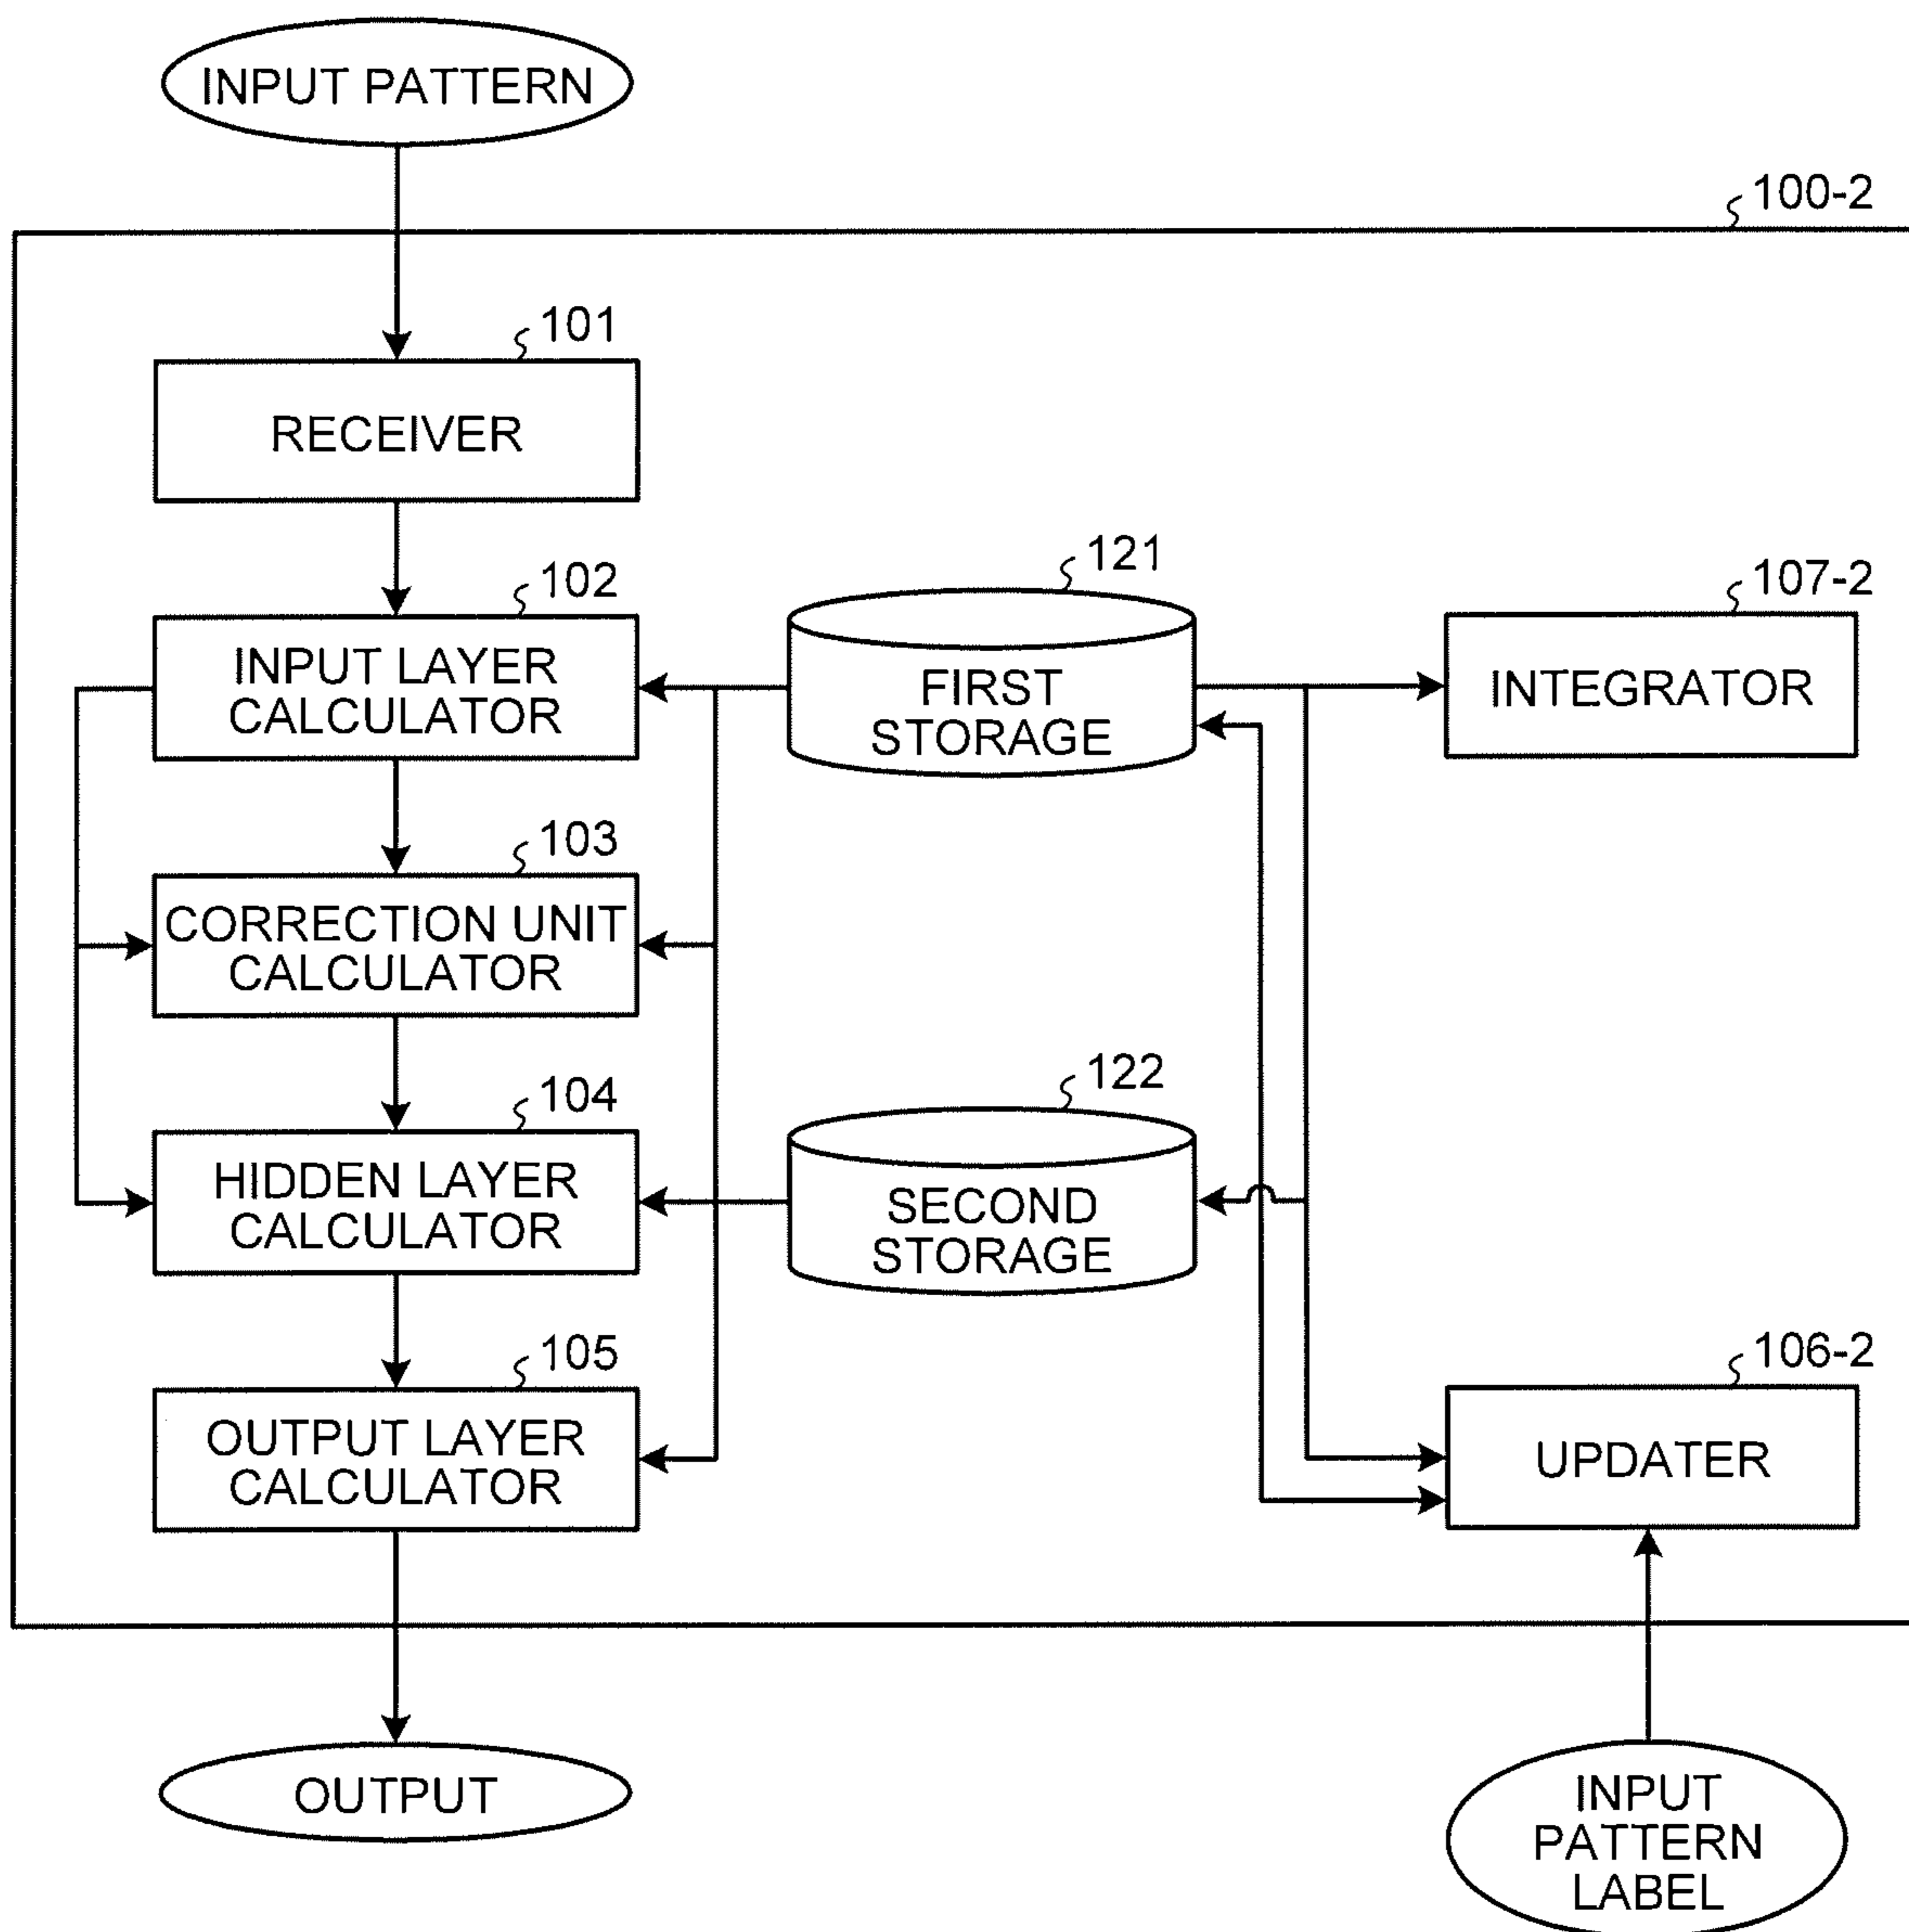 INPUT PATTERN
100-2
101
RECEIVER
102
INPUT LAYER
CALCULATOR
121
FIRST
STORAGE
107-2
INTEGRATOR
103
CORRECTION UNIT
CALCULATOR
104
HIDDEN LAYER
CALCULATOR
122
SECOND
STORAGE
105
OUTPUT LAYER
CALCULATOR
106-2
UPDATER
OUTPUT
INPUT
PATTERN
LABEL